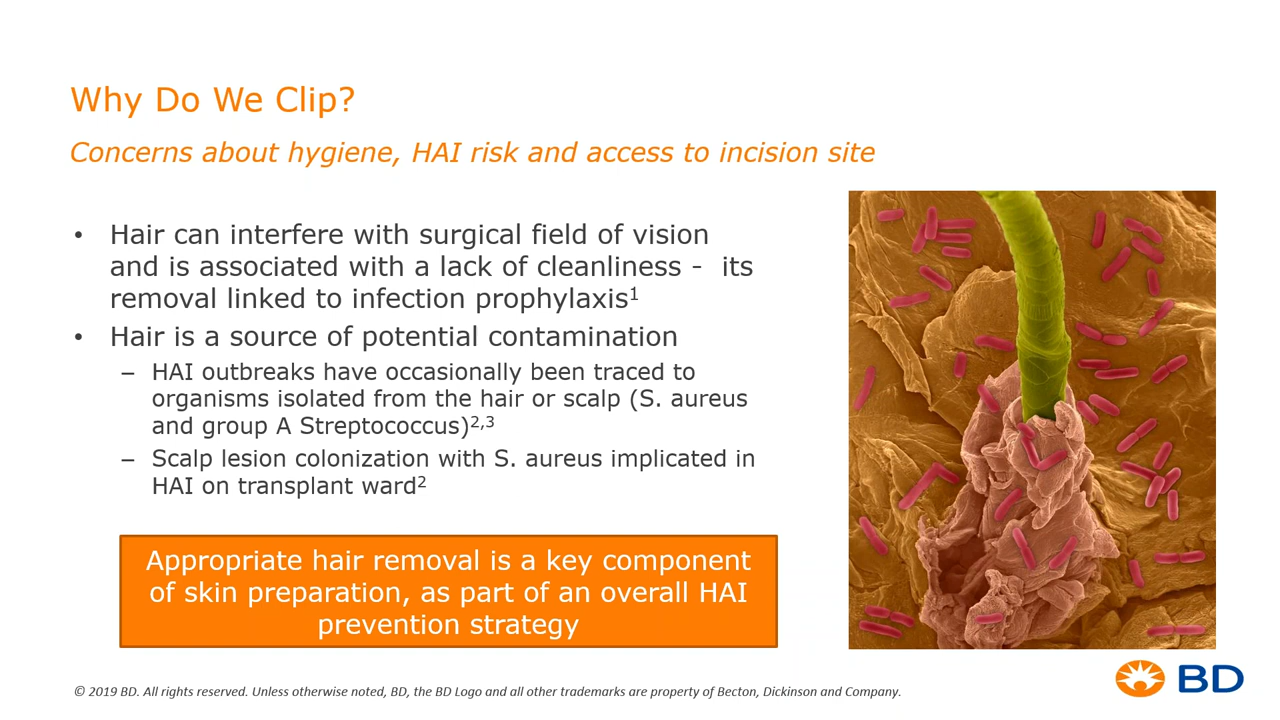 Why Do We Clip?
Concerns about hygiene, HAI risk and access to incision site
• Hair can interfere with surgical field of vision
and is associated with a lack of cleanliness - its
removal linked to infection prophylaxis¹
• Hair is a source of potential contamination
– HAI outbreaks have occasionally been traced to
organisms isolated from the hair or scalp (S. aureus
and group A Streptococcus)²,³
– Scalp lesion colonization with S. aureus implicated in
HAI on transplant ward²
Appropriate hair removal is a key component
of skin preparation, as part of an overall HAI
prevention strategy
© 2019 BD. All rights reserved. Unless otherwise noted, BD, the BD Logo and all other trademarks are property of Becton, Dickinson and Company.
BD